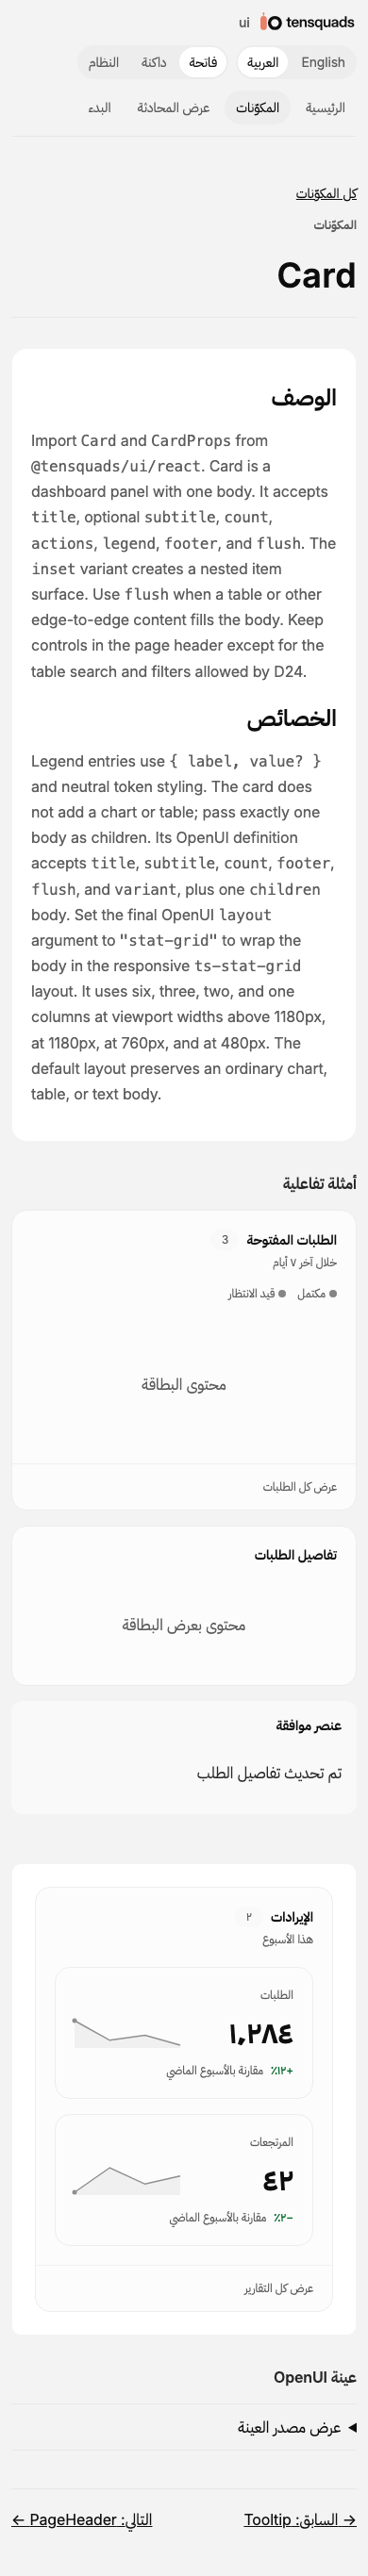 tensquads ui
English العربية فاتحة داكنة النظام
الرئيسية المكوّنات عرض المحادثة البدء
كل المكوّنات
المكوّنات
Card
الوصف
Import Card and CardProps from
@tensquads/ui/react. Card is a
dashboard panel with one body. It accepts
title, optional subtitle, count,
actions, legend, footer, and flush. The
inset variant creates a nested item
surface. Use flush when a table or other
edge-to-edge content fills the body. Keep
controls in the page header except for the
table search and filters allowed by D24.
الخصائص
Legend entries use { label, value? }
and neutral token styling. The card does
not add a chart or table; pass exactly one
body as children. Its OpenUI definition
accepts title, subtitle, count, footer,
flush, and variant, plus one children
body. Set the final OpenUI layout
argument to "stat-grid" to wrap the
body in the responsive ts-stat-grid
layout. It uses six, three, two, and one
columns at viewport widths above 1180px,
at 1180px, at 760px, and at 480px. The
default layout preserves an ordinary chart,
table, or text body.
أمثلة تفاعلية
الطلبات المفتوحة 3
خلال آخر ٧ أيام
مكتمل قيد الانتظار
محتوى البطاقة
عرض كل الطلبات
تفاصيل الطلبات
محتوى بعرض البطاقة
عنصر موافقة
تم تحديث تفاصيل الطلب
الإيرادات ٢
هذا الأسبوع
الطلبات
١٬٢٨٤
+١٢٪ مقارنة بالأسبوع الماضي
المرتجعات
٤٢
−٢٪ مقارنة بالأسبوع الماضي
عرض كل التقارير
عينة OpenUI
◀ عرض مصدر العينة
→ السابق: Tooltip
التالي: PageHeader ←